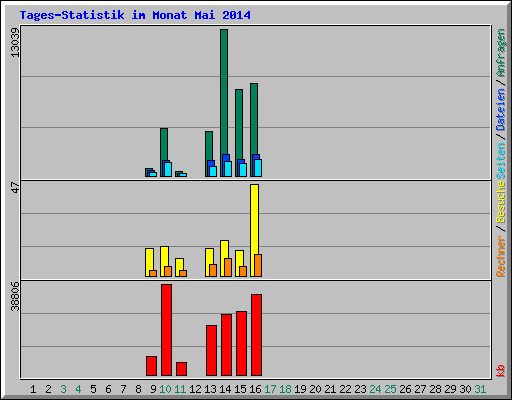 Tages-Statistik im Monat Mai 2014
13039
47
38806
Rechner / Besuche Seiten / Dateien / Anfragen
kb
1 2 3 4 5 6 7 8 9 10 11 12 13 14 15 16 17 18 19 20 21 22 23 24 25 26 27 28 29 30 31